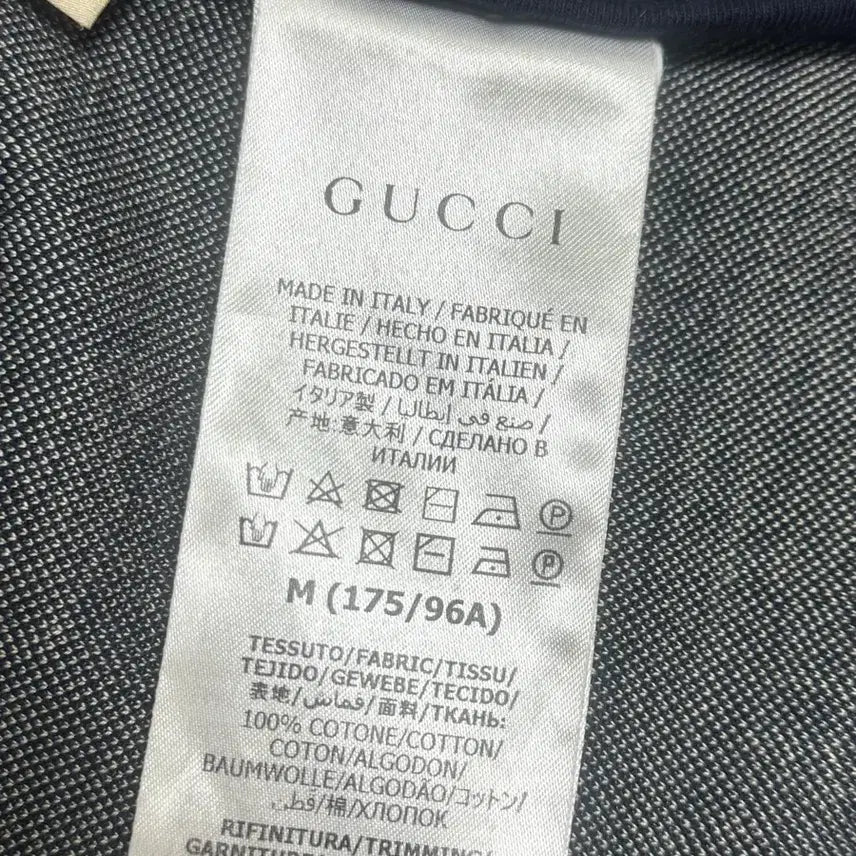 GUCCI
MADE IN ITALY / FABRIQUÉ EN
ITALIE / HECHO EN ITALIA /
HERGESTELLT IN ITALIEN /
FABRICADO EM ITÁLIA /
イタリア製 / صنع في إيطاليا /
产地:意大利 / СДЕЛАНО В
ИТАЛИИ
P
P
M (175/96A)
TESSUTO/FABRIC/TISSU/
TEJIDO/GEWEBE/TECIDO/
表地/قماش/面料/ТКАНЬ:
100% COTONE/COTTON/
COTON/ALGODON/
BAUMWOLLE/ALGODÃO/コットン/
قطن/棉/ХЛОПОК
RIFINITURA/TRIMMING/